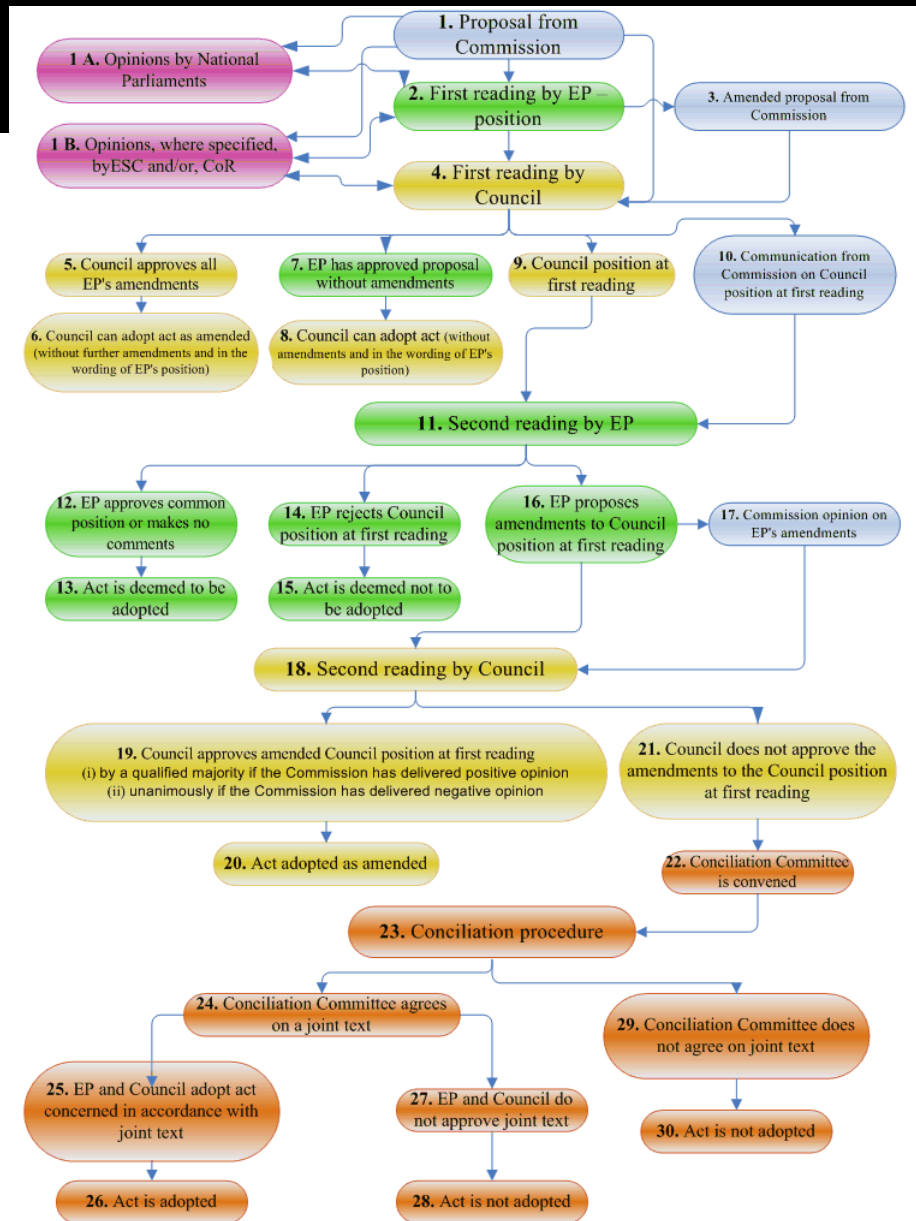 1. Proposal from
Commission
1 A. Opinions by National
Parliaments
2. First reading by EP –
position
3. Amended proposal from
Commission
1 B. Opinions, where specified,
byESC and/or, CoR
4. First reading by
Council
5. Council approves all
EP's amendments
7. EP has approved proposal
without amendments
9. Council position at
first reading
10. Communication from
Commission on Council
position at first reading
6. Council can adopt act as amended
(without further amendments and in the
wording of EP's position)
8. Council can adopt act (without
amendments and in the wording of EP's
position)
11. Second reading by EP
12. EP approves common
position or makes no
comments
14. EP rejects Council
position at first reading
16. EP proposes
amendments to Council
position at first reading
17. Commission opinion on
EP's amendments
13. Act is deemed to be
adopted
15. Act is deemed not to
be adopted
18. Second reading by Council
19. Council approves amended Council position at first reading
(i) by a qualified majority if the Commission has delivered positive opinion
(ii) unanimously if the Commission has delivered negative opinion
21. Council does not approve the
amendments to the Council position
at first reading
20. Act adopted as amended
22. Conciliation Committee
is convened
23. Conciliation procedure
24. Conciliation Committee agrees
on a joint text
29. Conciliation Committee does
not agree on joint text
25. EP and Council adopt act
concerned in accordance with
joint text
27. EP and Council do
not approve joint text
30. Act is not adopted
26. Act is adopted
28. Act is not adopted